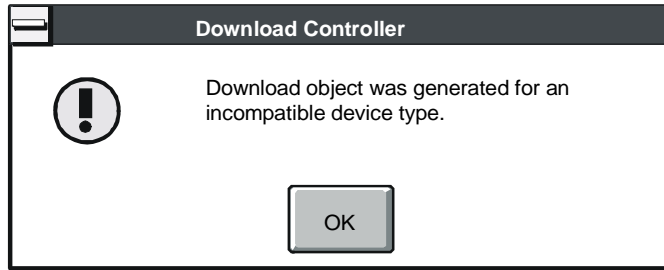 Download Controller
Download object was generated for an
incompatible device type.
OK